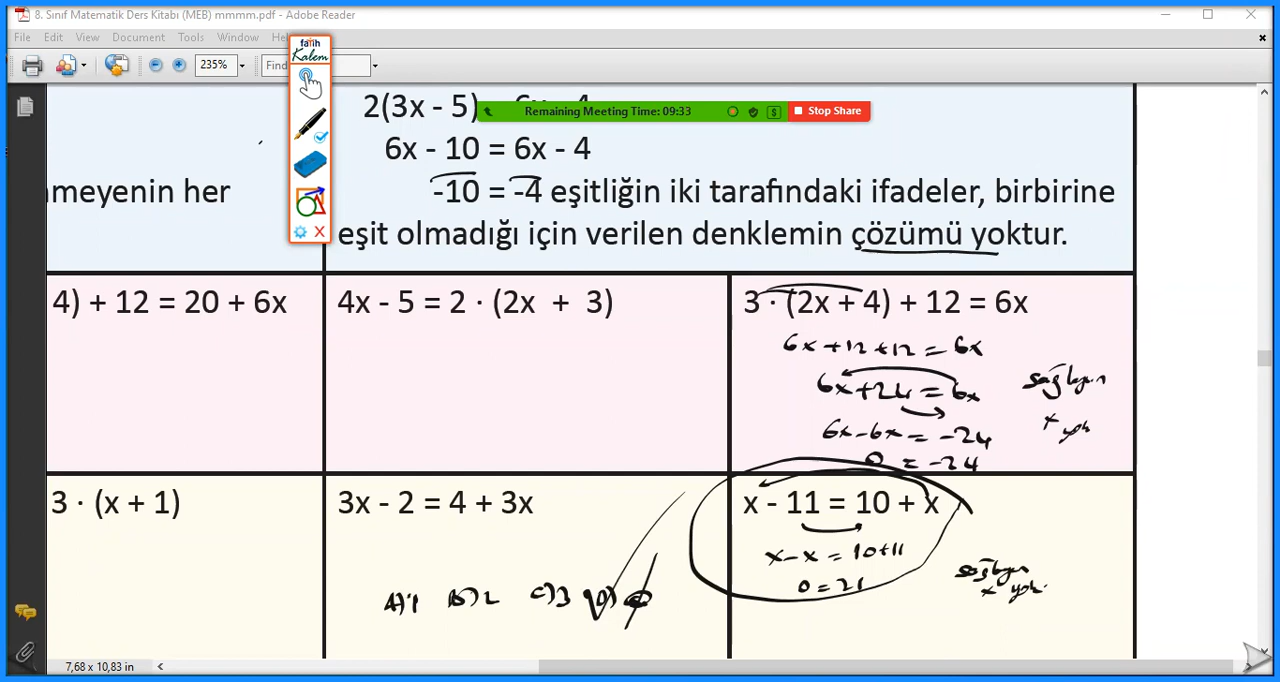 8. Sınıf Matematik Ders Kitabı (MEB) mmmm.pdf - Adobe Reader
File Edit View Document Tools Window He
fatih
Kalem
235%
Find
2(3x - 5)
Remaining Meeting Time: 09:33
Stop Share
6x - 10 = 6x - 4
-10 = -4 eşitliğin iki tarafındaki ifadeler, birbirine
ımeyenin her
eşit olmadığı için verilen denklemin çözümü yoktur.
4) + 12 = 20 + 6x
4x - 5 = 2 · (2x + 3)
3 · (2x + 4) + 12 = 6x
6x+12+12=6x
6x+24=6x
6x-6x=-24
0 = -24
sağlayan
x yok
3 · (x + 1)
3x - 2 = 4 + 3x
A)1 B)2 C)3 D)
x - 11 = 10 + x
x-x=10+11
0=21
sağlayan
x yok
7,68 x 10,83 in